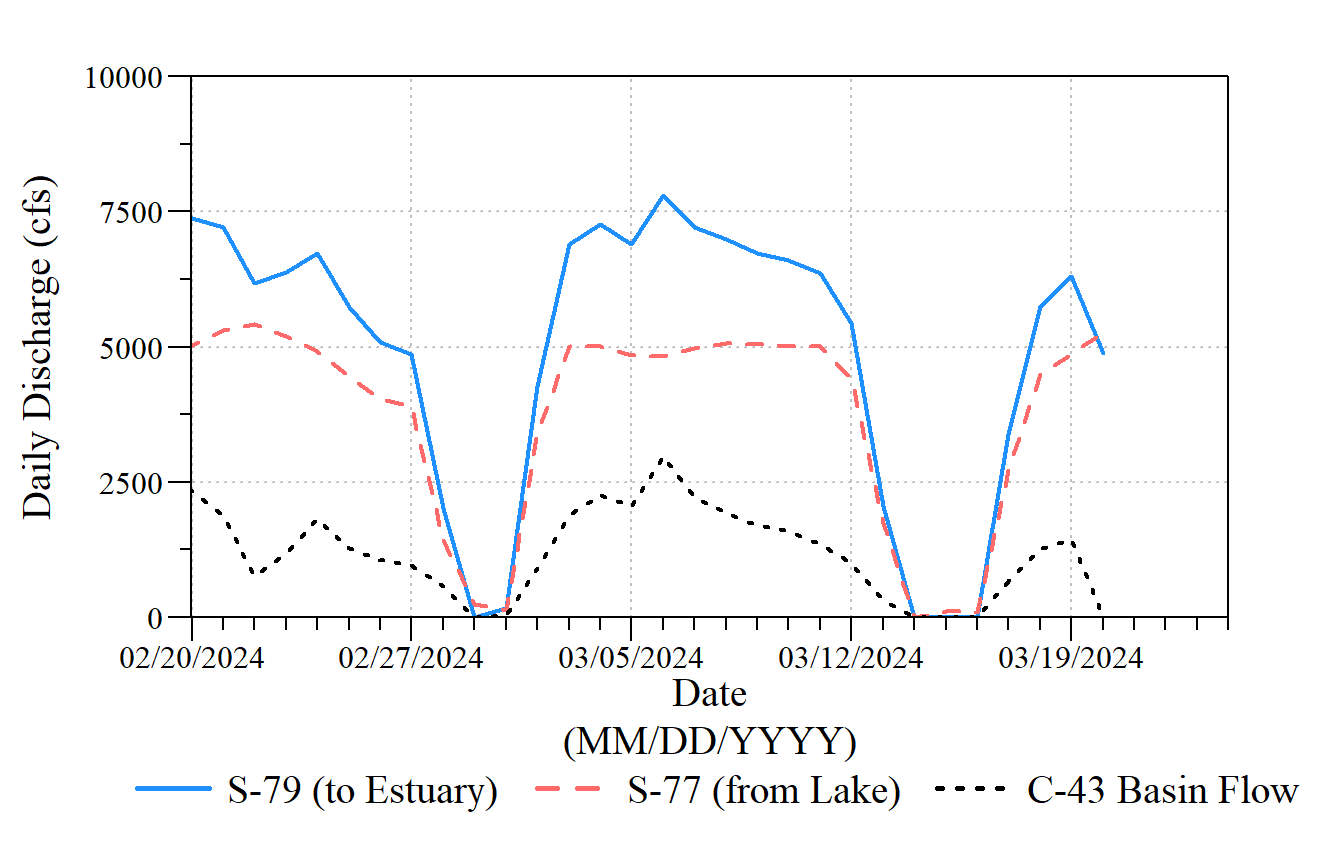 10000
7500
5000
2500
0
Daily Discharge (cfs)
02/20/2024 02/27/2024 03/05/2024 03/12/2024 03/19/2024
Date
(MM/DD/YYYY)
S-79 (to Estuary) S-77 (from Lake) C-43 Basin Flow